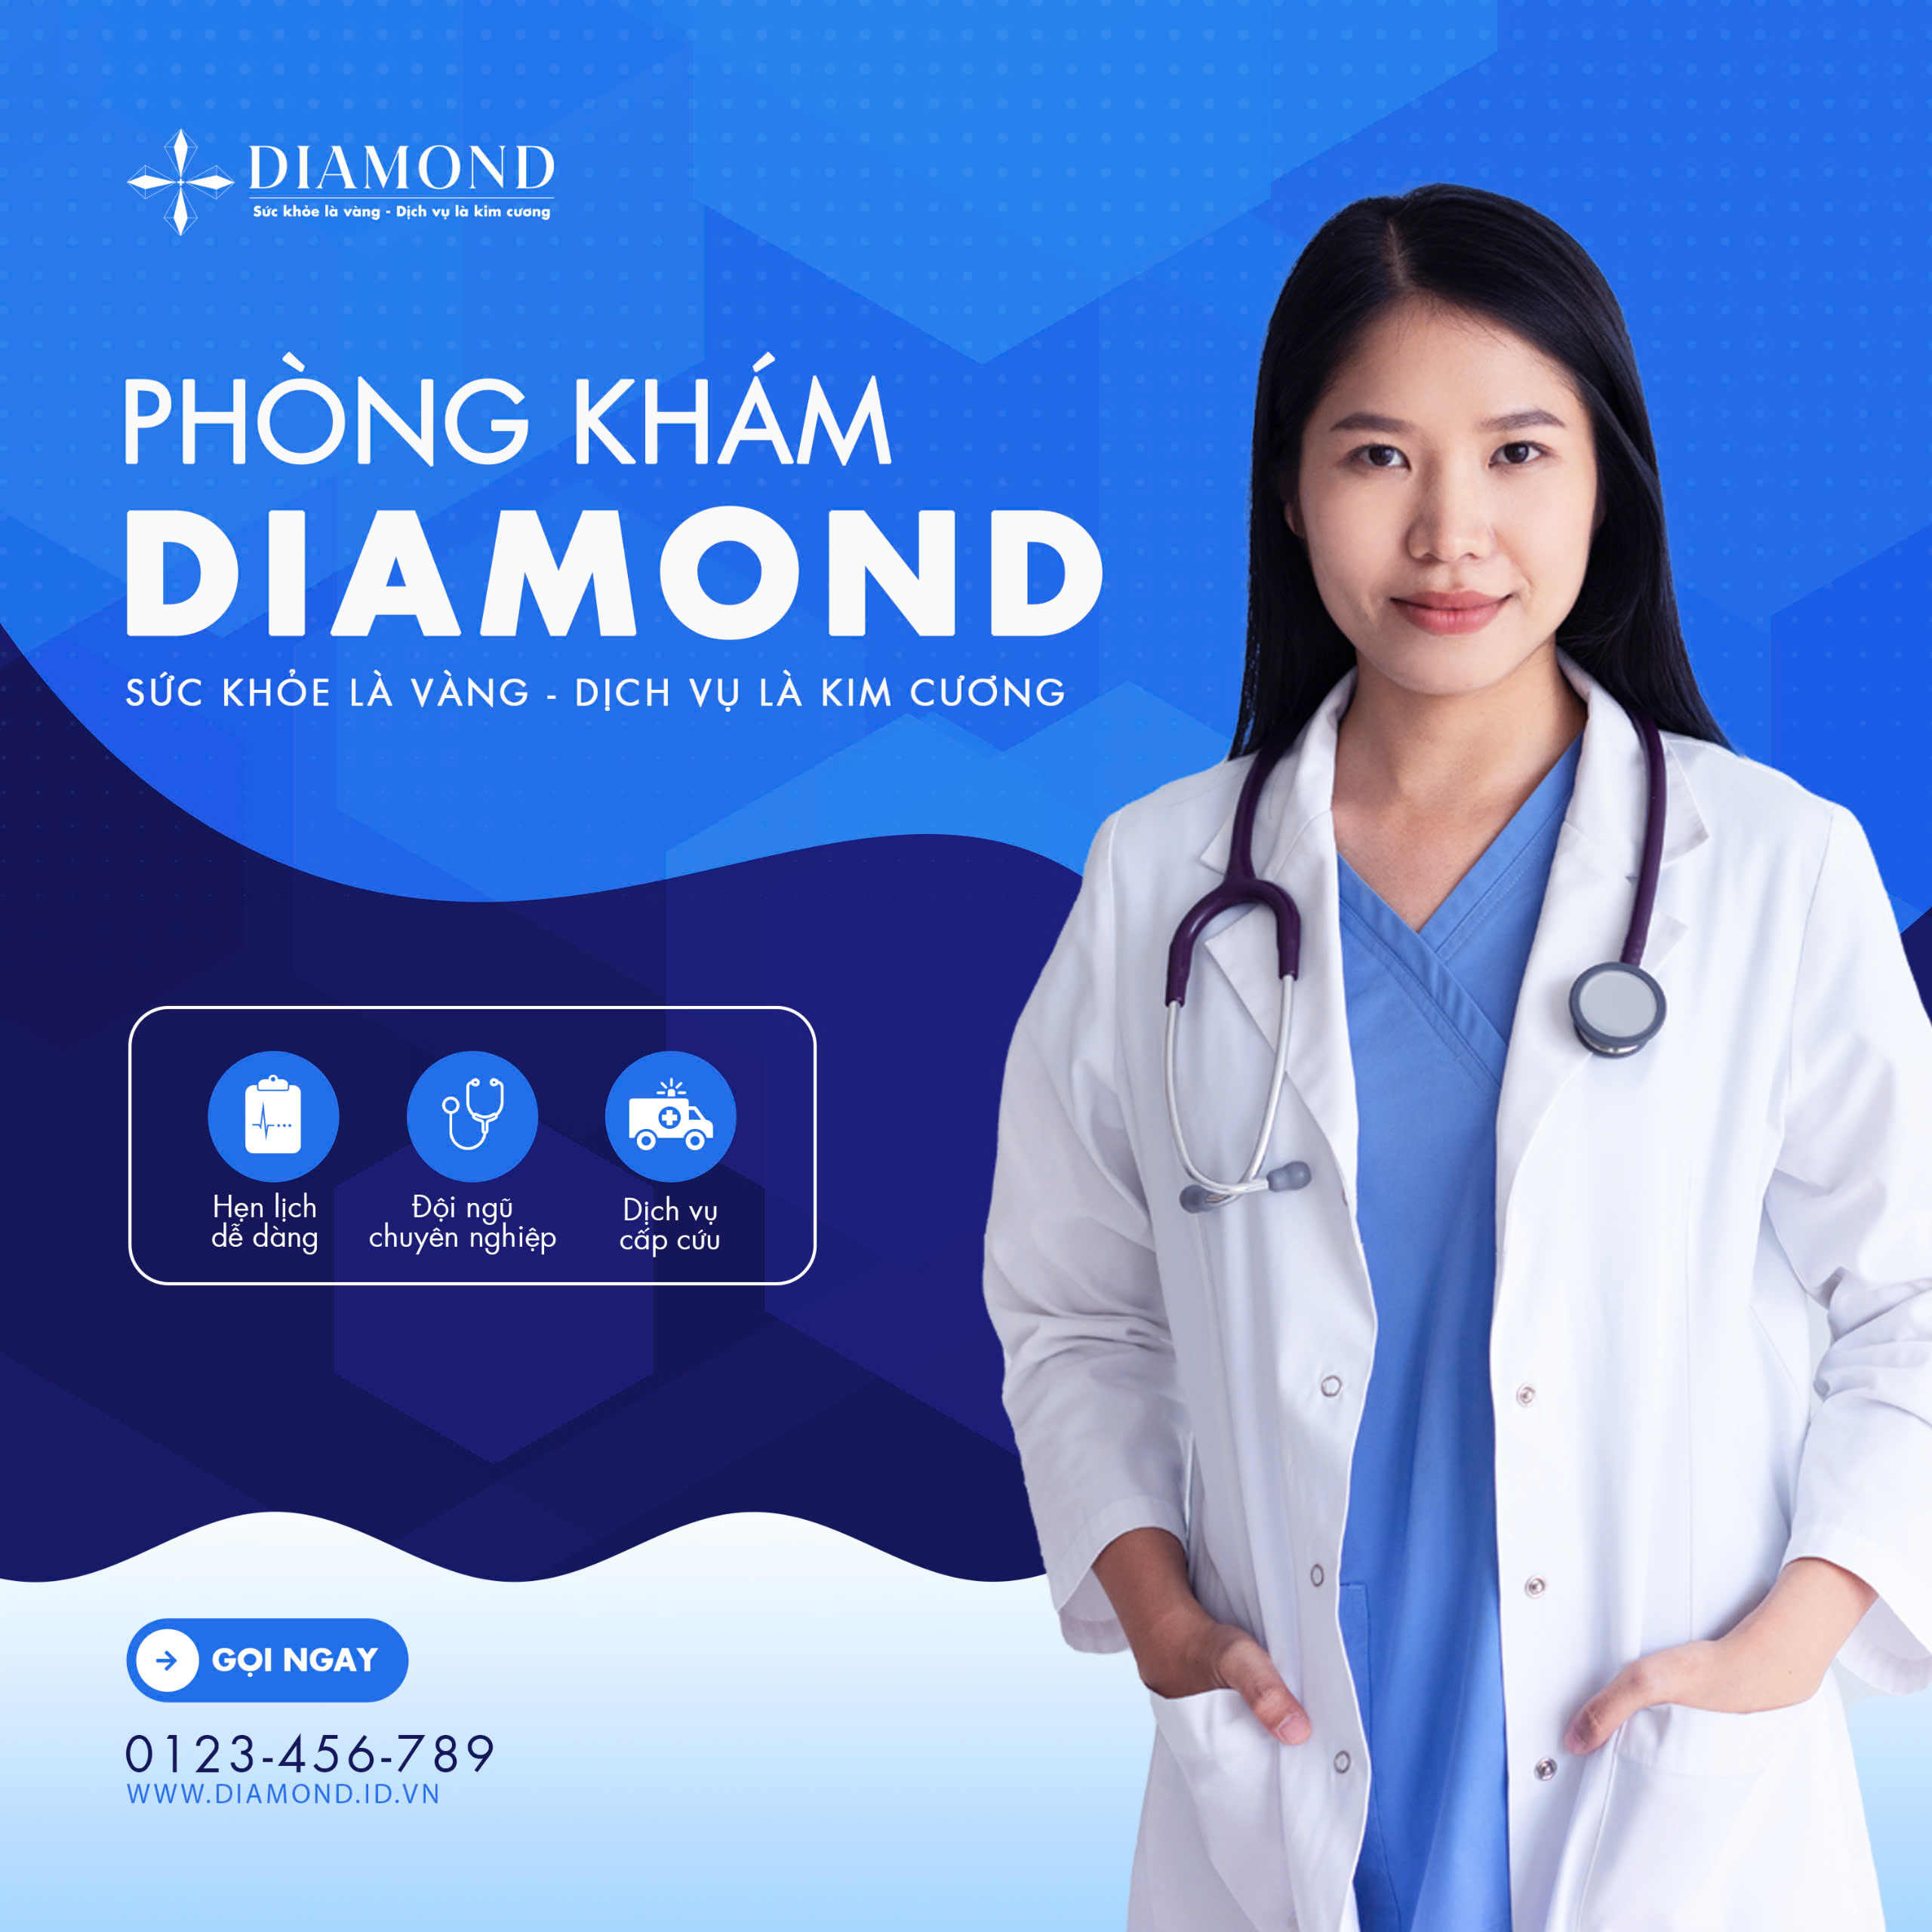 DIAMOND
Sức khỏe là vàng - Dịch vụ là kim cương
PHÒNG KHÁM
DIAMOND
SỨC KHỎE LÀ VÀNG - DỊCH VỤ LÀ KIM CƯƠNG
Hẹn lịch
dễ dàng
Đội ngũ
chuyên nghiệp
Dịch vụ
cấp cứu
GỌI NGAY
0123-456-789
WWW.DIAMOND.ID.VN